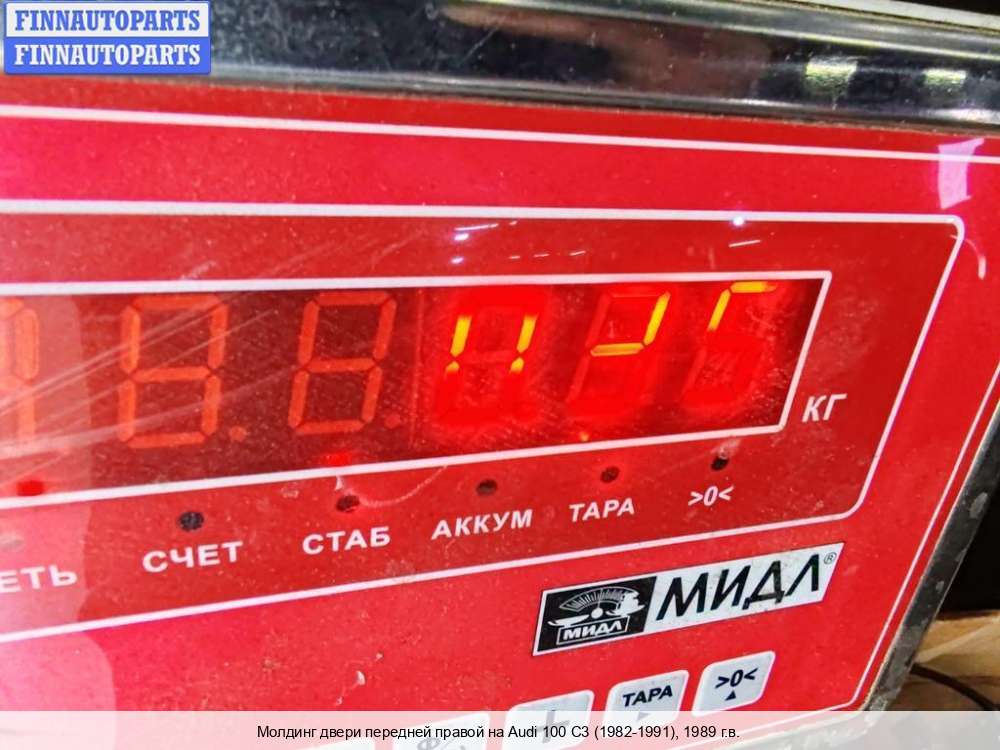 FINNAUTOPARTS
FINNAUTOPARTS
КГ
ЕТЬ СЧЕТ СТАБ АККУМ ТАРА >0<
МИДЛ МИДЛ®
ТАРА >0<
Молдинг двери передней правой на Audi 100 C3 (1982-1991), 1989 г.в.